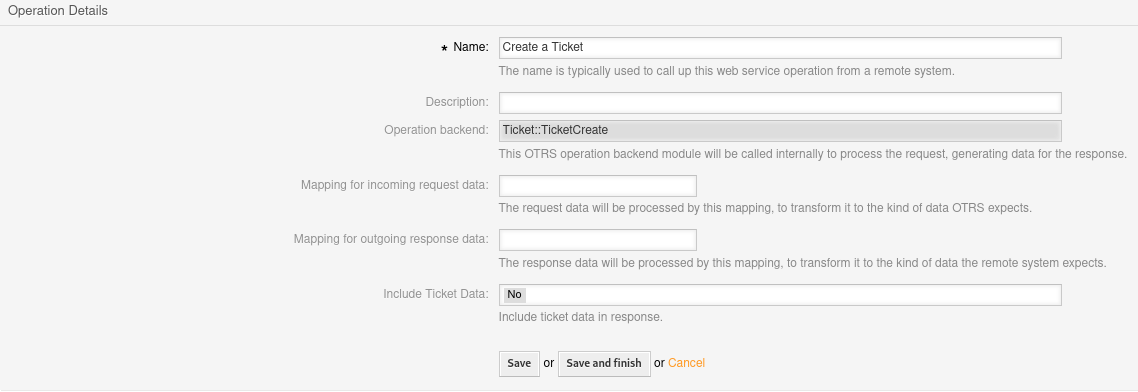 Operation Details
★ Name: Create a Ticket
The name is typically used to call up this web service operation from a remote system.
Description:
Operation backend: Ticket::TicketCreate
This OTRS operation backend module will be called internally to process the request, generating data for the response.
Mapping for incoming request data:
The request data will be processed by this mapping, to transform it to the kind of data OTRS expects.
Mapping for outgoing response data:
The response data will be processed by this mapping, to transform it to the kind of data the remote system expects.
Include Ticket Data: No
Include ticket data in response.
Save or Save and finish or Cancel